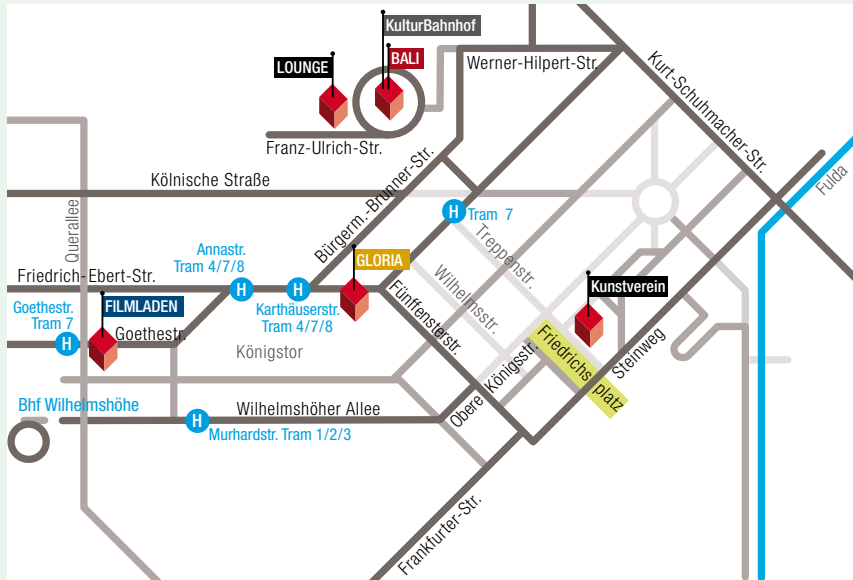 KulturBahnhof
LOUNGE
BALI
Werner-Hilpert-Str.
Kurt-Schuhmacher-Str.
Franz-Ulrich-Str.
Bürgerm.-Brunner-Str.
Kölnische Straße
Fulda
Querallee
Tram 7
Treppenstr.
Annastr.
Tram 4/7/8
GLORIA
Wilhelmsstr.
Friedrich-Ebert-Str.
Kunstverein
Goethestr.
Tram 7
FILMLADEN
Goethestr.
Karthäuserstr.
Tram 4/7/8
Fünffensterstr.
Königstor
Friedrichs
platz
Steinweg
Obere Königsstr.
Bhf Wilhelmshöhe
Wilhelmshöher Allee
H
H
H
H
H
Murhardstr. Tram 1/2/3
Frankfurter-Str.